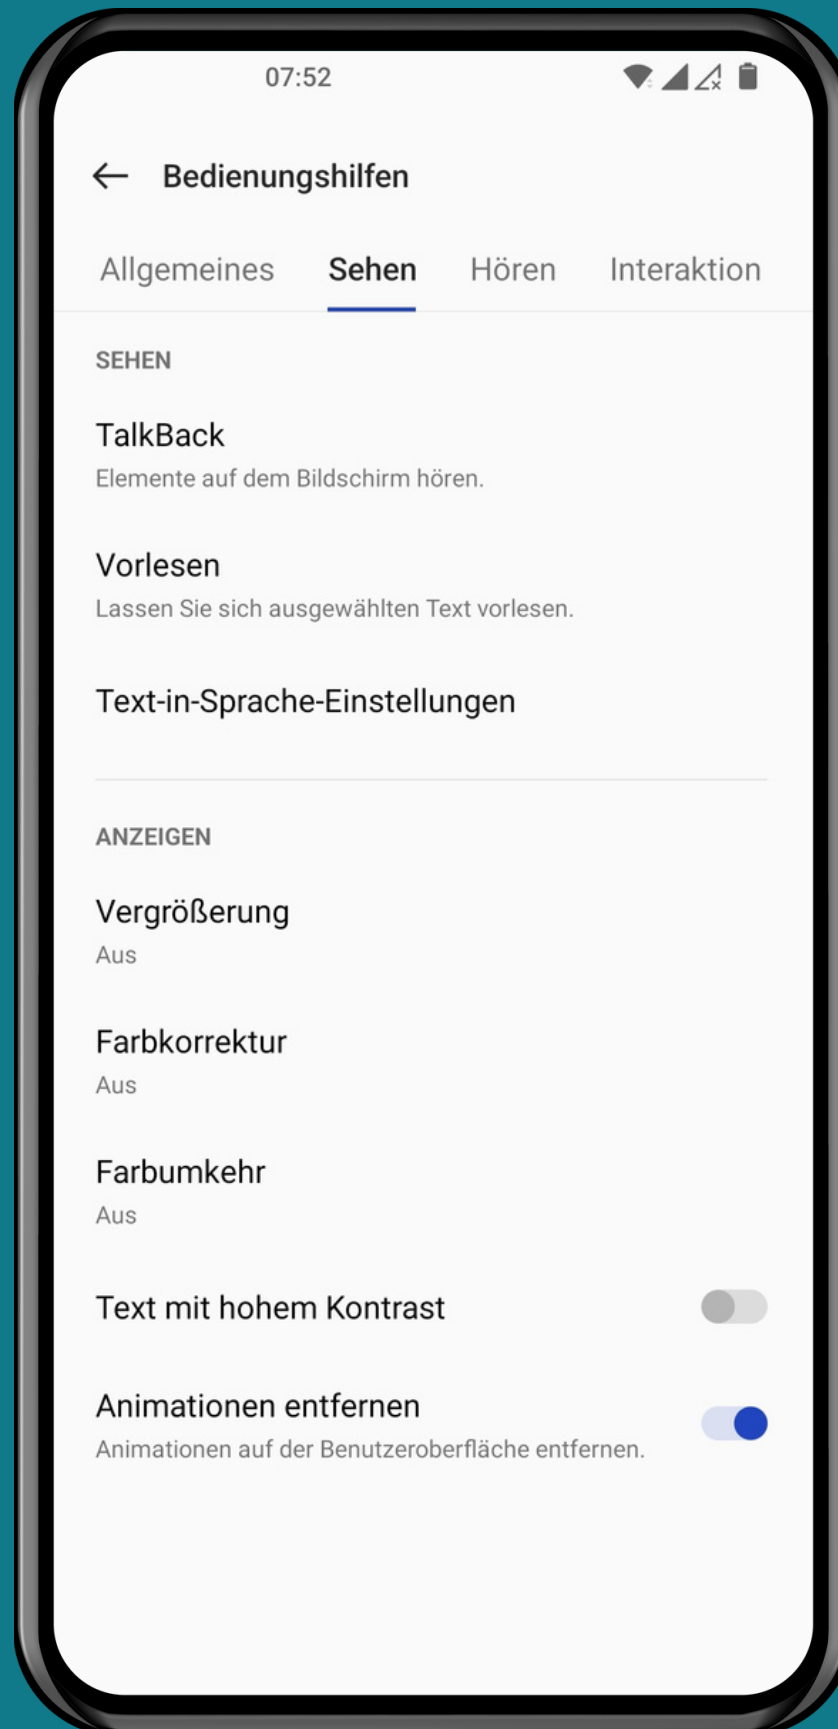 07:52
Bedienungshilfen
Allgemeines Sehen Hören Interaktion
SEHEN
TalkBack
Elemente auf dem Bildschirm hören.
Vorlesen
Lassen Sie sich ausgewählten Text vorlesen.
Text-in-Sprache-Einstellungen
ANZEIGEN
Vergrößerung
Aus
Farbkorrektur
Aus
Farbumkehr
Aus
Text mit hohem Kontrast
Animationen entfernen
Animationen auf der Benutzeroberfläche entfernen.